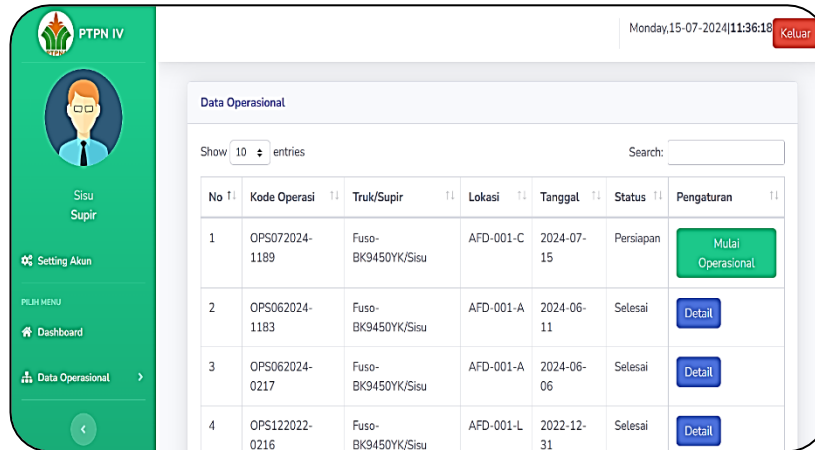 PTPN IV
PTPN
Monday,15-07-2024|11:36:18
Keluar
Sisu
Supir
Setting Akun
PILIH MENU
Dashboard
Data Operasional
Data Operasional
Show 10 entries
Search:
No Kode Operasi Truk/Supir Lokasi Tanggal Status Pengaturan
1 OPS072024- Fuso- AFD-001-C 2024-07- Persiapan Mulai
1189 BK9450YK/Sisu 15 Operasional
2 OPS062024- Fuso- AFD-001-A 2024-06- Selesai Detail
1183 BK9450YK/Sisu 11
3 OPS062024- Fuso- AFD-001-A 2024-06- Selesai Detail
0217 BK9450YK/Sisu 06
4 OPS122022- Fuso- AFD-001-L 2022-12- Selesai Detail
0216 BK9450YK/Sisu 31